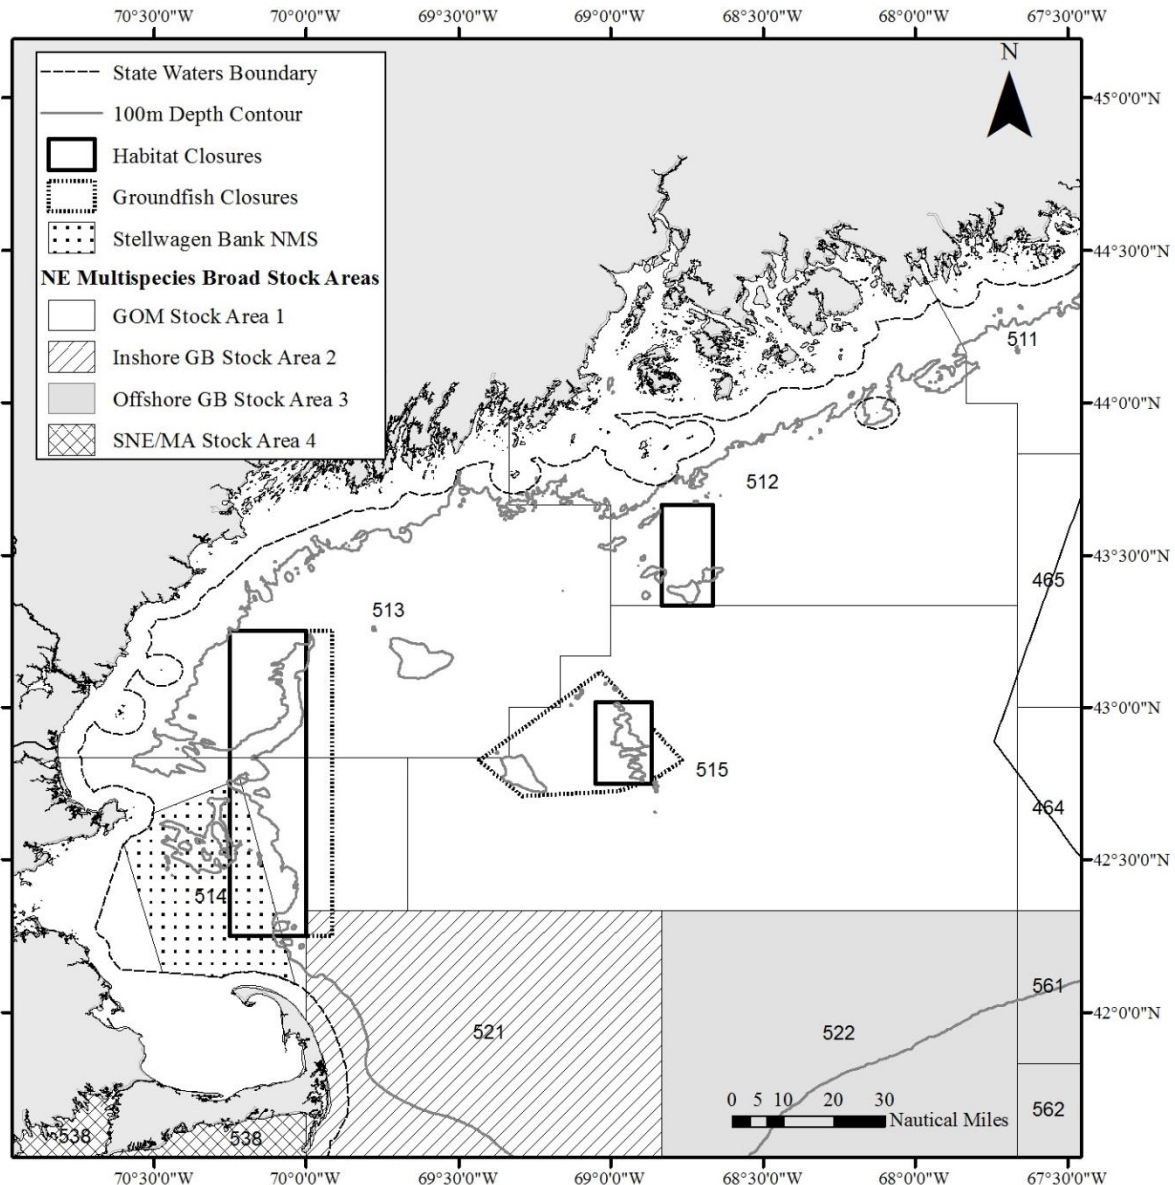 70°30'0"W 70°0'0"W 69°30'0"W 69°0'0"W 68°30'0"W 68°0'0"W 67°30'0"W
State Waters Boundary
100m Depth Contour
Habitat Closures
Groundfish Closures
Stellwagen Bank NMS
NE Multispecies Broad Stock Areas
GOM Stock Area 1
Inshore GB Stock Area 2
Offshore GB Stock Area 3
SNE/MA Stock Area 4
N
45°0'0"N
44°30'0"N
511
44°0'0"N
512
43°30'0"N
465
513
43°0'0"N
515
464
42°30'0"N
514
561
42°0'0"N
521
522
562
0 5 10 20 30
Nautical Miles
538
538
70°30'0"W 70°0'0"W 69°30'0"W 69°0'0"W 68°30'0"W 68°0'0"W 67°30'0"W